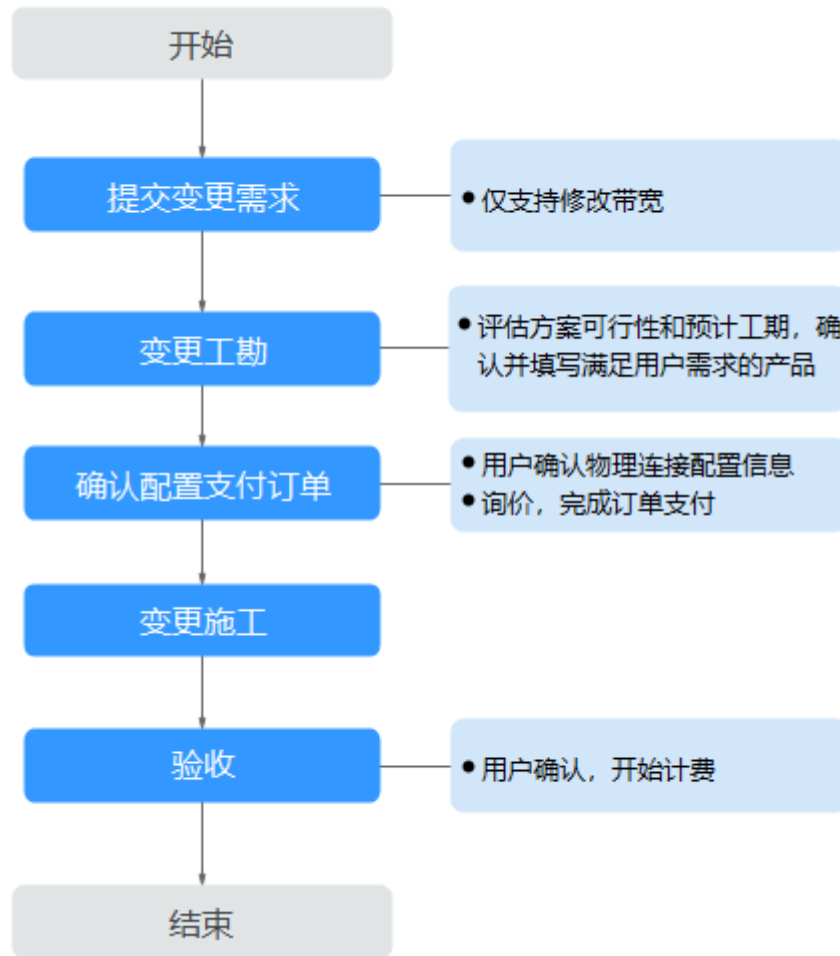 开始
提交变更需求
● 仅支持修改带宽
变更工勘
● 评估方案可行性和预计工期，确
认并填写满足用户需求的产品
确认配置支付订单
● 用户确认物理连接配置信息
● 询价，完成订单支付
变更施工
验收
● 用户确认，开始计费
结束